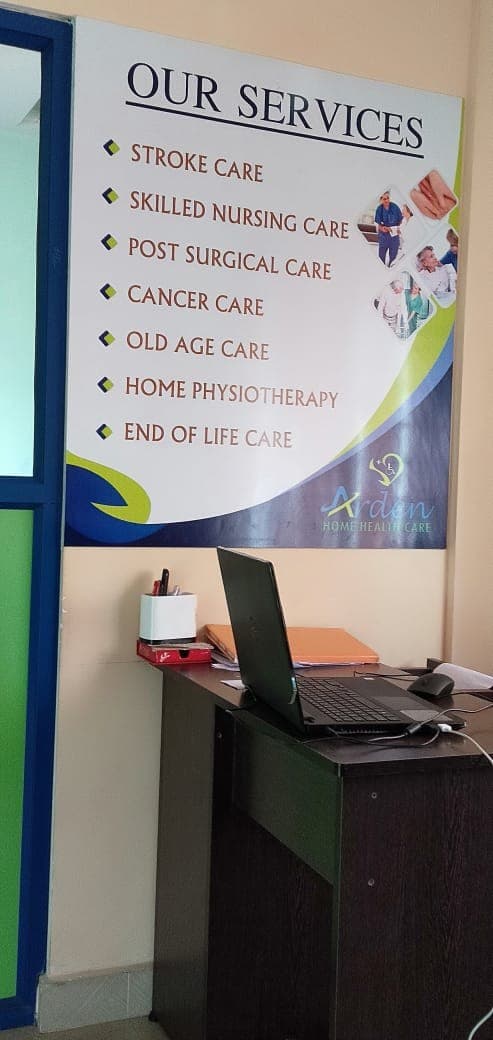 OUR SERVICES
STROKE CARE
SKILLED NURSING CARE
POST SURGICAL CARE
CANCER CARE
OLD AGE CARE
HOME PHYSIOTHERAPY
END OF LIFE CARE
Arden
HOME HEALTH CARE